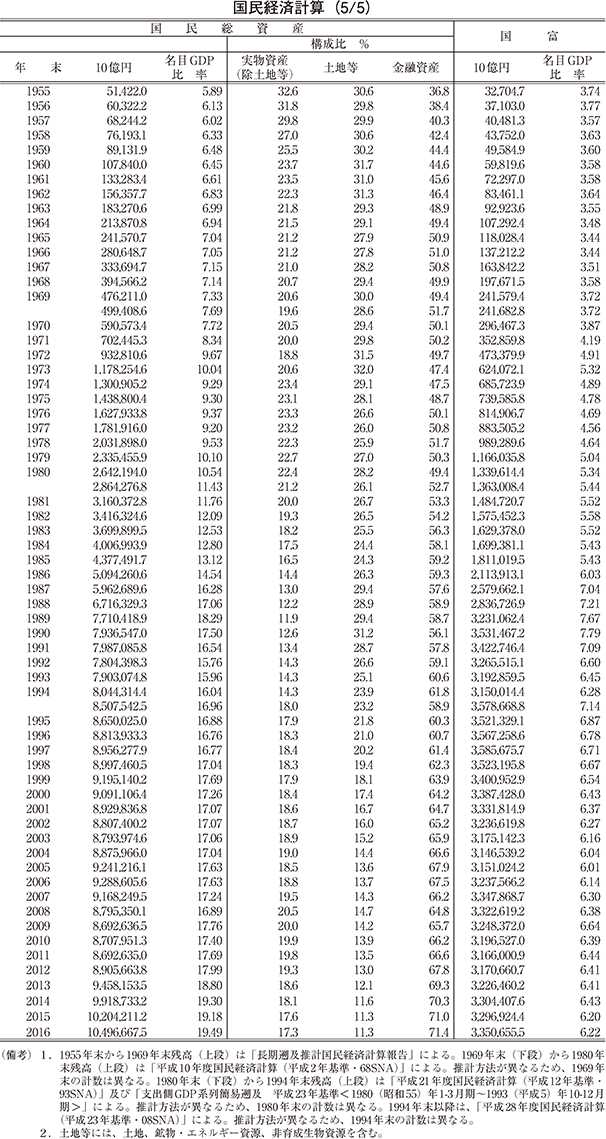 国民経済計算（5/5）
国　民　総　資　産　国　富
構成比　％
年　末　10億円　名目GDP比　率　実物資産（除土地等）　土地等　金融資産　10億円　名目GDP比　率
1955 51,422.0 5.89 32.6 30.6 36.8 32,704.7 3.74
1956 60,322.2 6.13 31.8 29.8 38.4 37,103.0 3.77
1957 68,244.2 6.02 29.8 29.9 40.3 40,481.3 3.57
1958 76,193.1 6.33 27.0 30.6 42.4 43,752.0 3.63
1959 89,131.9 6.48 25.5 30.2 44.4 49,584.9 3.60
1960 107,840.0 6.45 23.7 31.7 44.6 59,819.6 3.58
1961 133,283.4 6.61 23.5 31.0 45.6 72,297.0 3.58
1962 156,357.7 6.83 22.3 31.3 46.4 83,461.1 3.64
1963 183,270.6 6.99 21.8 29.3 48.9 92,923.6 3.55
1964 213,870.8 6.94 21.5 29.1 49.4 107,292.4 3.48
1965 241,570.7 7.04 21.2 27.9 50.9 118,028.4 3.44
1966 280,648.7 7.05 21.2 27.8 51.0 137,212.2 3.44
1967 333,694.7 7.15 21.0 28.2 50.8 163,842.2 3.51
1968 394,566.2 7.14 20.7 29.4 49.9 197,671.5 3.58
1969 476,211.0 7.33 20.6 30.0 49.4 241,579.4 3.72
499,408.6 7.69 19.6 28.6 51.7 241,682.8 3.72
1970 590,573.4 7.72 20.5 29.4 50.1 296,467.3 3.87
1971 702,445.3 8.34 20.0 29.8 50.2 352,859.8 4.19
1972 932,810.6 9.67 18.8 31.5 49.7 473,379.9 4.91
1973 1,178,254.6 10.04 20.6 32.0 47.4 624,072.1 5.32
1974 1,300,905.2 9.29 23.4 29.1 47.5 685,723.9 4.89
1975 1,438,800.4 9.30 23.1 28.1 48.7 739,585.8 4.78
1976 1,627,933.8 9.37 23.3 26.6 50.1 814,906.7 4.69
1977 1,781,916.0 9.20 23.2 26.0 50.8 883,505.2 4.56
1978 2,031,898.0 9.53 22.3 25.9 51.7 989,289.6 4.64
1979 2,335,455.9 10.10 22.7 27.0 50.3 1,166,035.8 5.04
1980 2,642,194.0 10.54 22.4 28.2 49.4 1,339,614.4 5.34
2,864,276.8 11.43 21.2 26.1 52.7 1,363,008.4 5.44
1981 3,160,372.8 11.76 20.0 26.7 53.3 1,484,720.7 5.52
1982 3,416,324.6 12.09 19.3 26.5 54.2 1,575,452.3 5.58
1983 3,699,899.5 12.53 18.2 25.5 56.3 1,629,378.0 5.52
1984 4,006,993.9 12.80 17.5 24.4 58.1 1,699,381.1 5.43
1985 4,377,491.7 13.12 16.5 24.3 59.2 1,811,019.5 5.43
1986 5,094,260.6 14.54 14.4 26.3 59.3 2,113,913.1 6.03
1987 5,962,689.6 16.28 13.0 29.4 57.6 2,579,662.1 7.04
1988 6,716,329.3 17.06 12.2 28.9 58.9 2,836,726.9 7.21
1989 7,710,418.9 18.29 11.9 29.4 58.7 3,231,062.4 7.67
1990 7,936,547.0 17.50 12.6 31.2 56.1 3,531,467.2 7.79
1991 7,987,085.8 16.54 13.4 28.7 57.8 3,422,746.4 7.09
1992 7,804,398.3 15.76 14.3 26.6 59.1 3,265,515.1 6.60
1993 7,903,074.8 15.96 14.3 25.1 60.6 3,192,859.5 6.45
1994 8,044,314.4 16.04 14.3 23.9 61.8 3,150,014.4 6.28
8,507,542.5 16.96 18.0 23.2 58.9 3,578,668.8 7.14
1995 8,650,025.0 16.88 17.9 21.8 60.3 3,521,329.1 6.87
1996 8,813,933.3 16.76 18.3 21.0 60.7 3,567,258.6 6.78
1997 8,956,277.9 16.77 18.4 20.2 61.4 3,585,675.7 6.71
1998 8,997,460.5 17.04 18.3 19.4 62.3 3,523,195.8 6.67
1999 9,195,140.2 17.69 17.9 18.1 63.9 3,400,952.9 6.54
2000 9,091,106.4 17.26 18.4 17.4 64.2 3,387,428.0 6.43
2001 8,929,836.8 17.07 18.6 16.7 64.7 3,331,814.9 6.37
2002 8,807,400.2 17.07 18.7 16.0 65.2 3,236,619.8 6.27
2003 8,793,974.6 17.06 18.9 15.2 65.9 3,175,142.3 6.16
2004 8,875,966.0 17.04 19.0 14.4 66.6 3,146,539.2 6.04
2005 9,241,216.1 17.63 18.5 13.6 67.9 3,151,024.2 6.01
2006 9,288,605.6 17.63 18.8 13.7 67.5 3,237,566.2 6.14
2007 9,168,249.5 17.24 19.5 14.3 66.2 3,347,868.7 6.30
2008 8,795,350.1 16.89 20.5 14.7 64.8 3,322,619.2 6.38
2009 8,692,636.5 17.76 20.0 14.2 65.7 3,248,372.0 6.64
2010 8,707,951.3 17.40 19.9 13.9 66.2 3,196,527.0 6.39
2011 8,692,635.0 17.69 19.8 13.5 66.6 3,166,000.9 6.44
2012 8,905,663.8 17.99 19.3 13.0 67.8 3,170,660.7 6.41
2013 9,458,153.5 18.80 18.6 12.1 69.3 3,226,460.2 6.41
2014 9,918,733.2 19.30 18.1 11.6 70.3 3,304,407.6 6.43
2015 10,204,211.2 19.18 17.6 11.3 71.0 3,296,924.4 6.20
2016 10,496,667.5 19.49 17.3 11.3 71.4 3,350,655.5 6.22
（備考）１．1955年末から1969年末残高（上段）は「長期遡及推計国民経済計算報告」による。1969年末（下段）から1980年
末残高（上段）は「平成10年度国民経済計算（平成２年基準・68SNA）」による。推計方法が異なるため、1969年
末の計数は異なる。1980年末（下段）から1994年末残高（上段）は「平成21年度国民経済計算（平成12年基準・
93SNA）」及び「支出側GDP系列簡易遡及　平成23年基準＜1980（昭和55）年1-3月期〜1993（平成5）年10-12月
期＞」による。推計方法が異なるため、1980年末の計数は異なる。1994年末以降は、「平成28年度国民経済計算
（平成23年基準・08SNA）」による。推計方法が異なるため、1994年末の計数は異なる。
２．土地等には、土地、鉱物・エネルギー資源、非育成生物資源を含む。